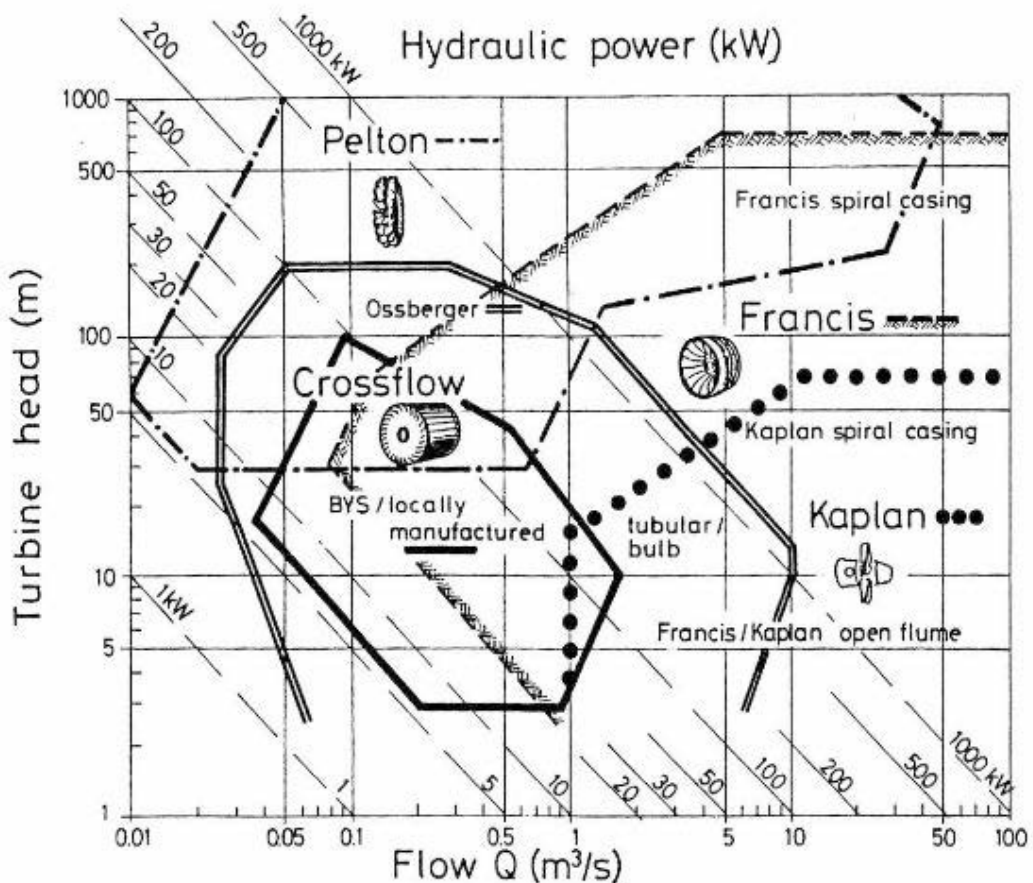 Hydraulic power (kW)
200
500
1000 kW
1000
500
100
50
10
5
1
100
50
30
20
10
1kW
Turbine head (m)
Pelton
Francis spiral casing
Ossberger
Francis
Crossflow
Kaplan spiral casing
BYS/locally
manufactured
tubular/
bulb
Kaplan
Francis/Kaplan open flume
1
5
10
20
30
50
100
200
500
1000 kW
0.01
0.05
0.1
0.5
1
5
10
50
100
Flow Q (m³/s)